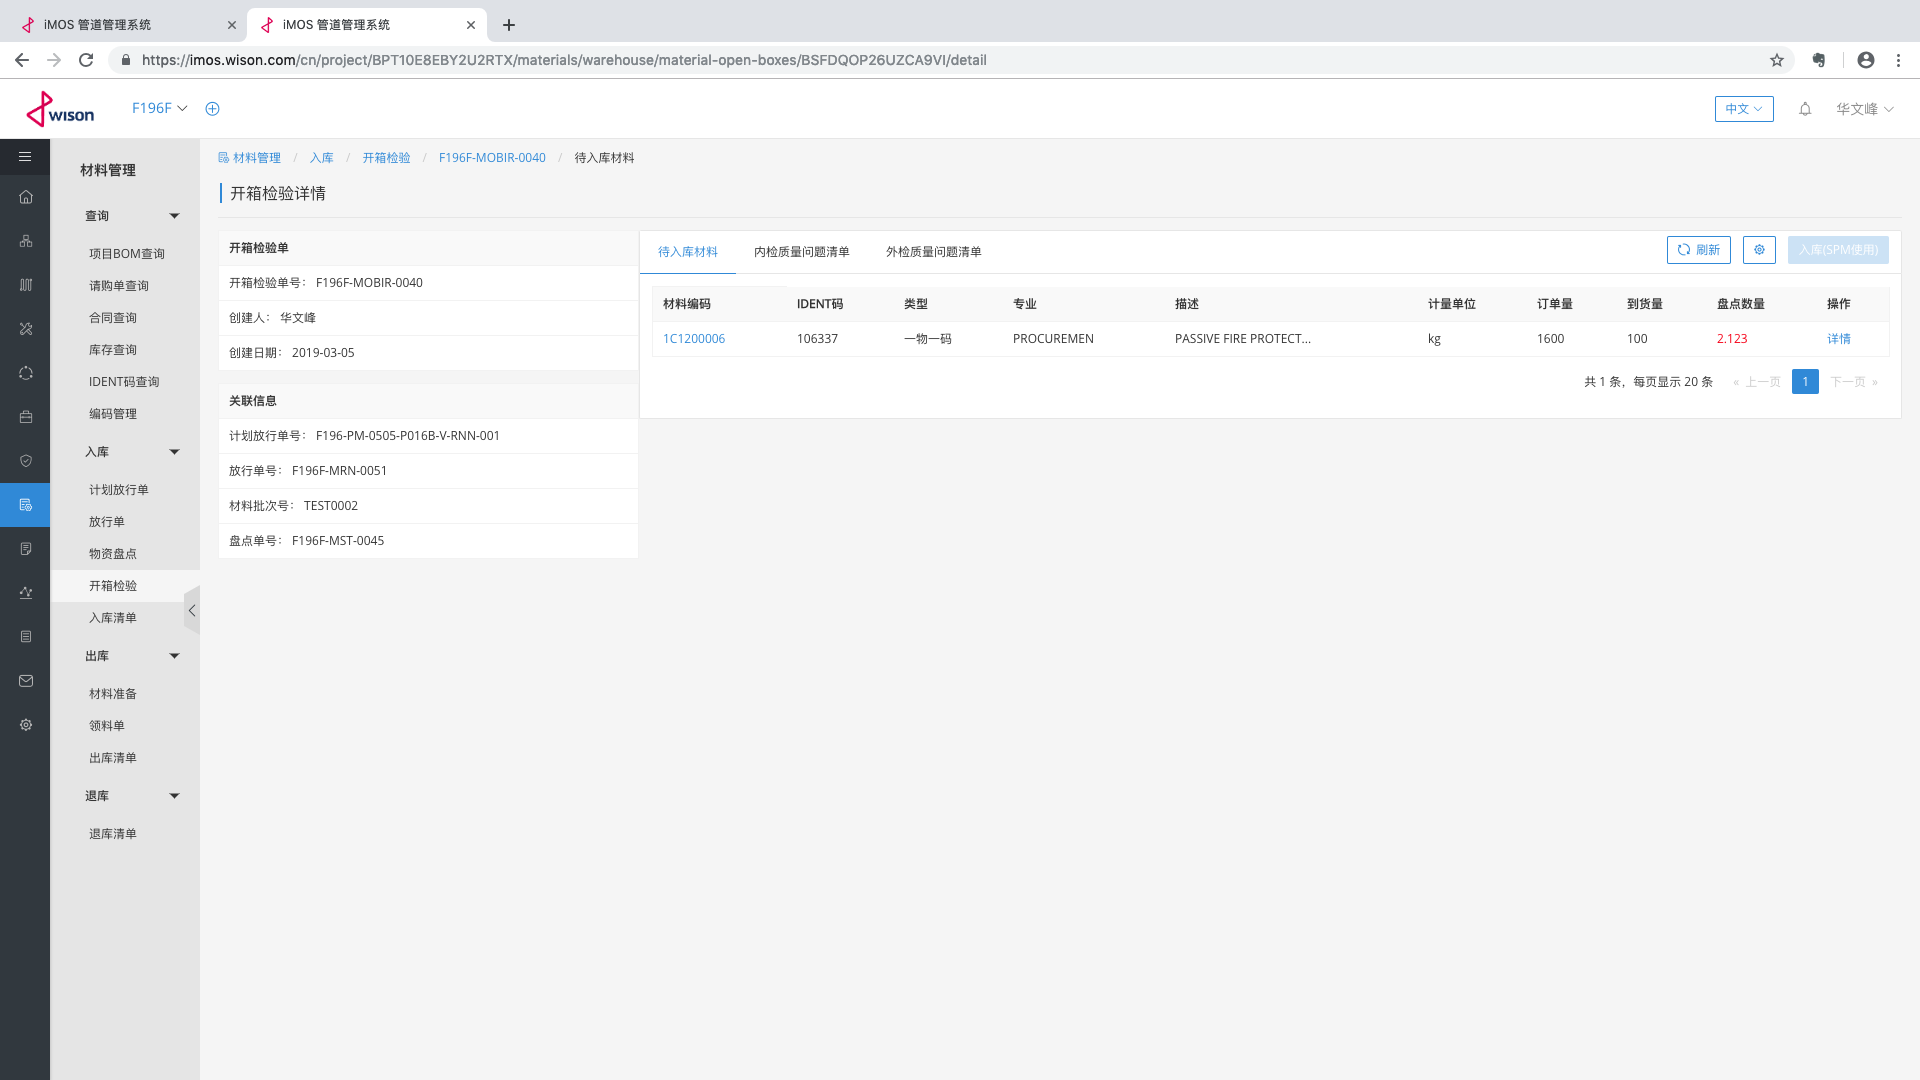 iMOS 管道管理系统
iMOS 管道管理系统
https://imos.wison.com/cn/project/BPT10E8EBY2U2RTX/materials/warehouse/material-open-boxes/BSFDQOP26UZCA9VI/detail
wison
F196F
中文
华文峰
材料管理
查询
项目BOM查询
请购单查询
合同查询
库存查询
IDENT码查询
编码管理
入库
计划放行单
放行单
物资盘点
开箱检验
入库清单
出库
材料准备
领料单
出库清单
退库
退库清单
材料管理 / 入库 / 开箱检验 / F196F-MOBIR-0040 / 待入库材料
开箱检验详情
开箱检验单
开箱检验单号： F196F-MOBIR-0040
创建人： 华文峰
创建日期： 2019-03-05
关联信息
计划放行单号： F196-PM-0505-P016B-V-RNN-001
放行单号： F196F-MRN-0051
材料批次号： TEST0002
盘点单号： F196F-MST-0045
待入库材料 内检质量问题清单 外检质量问题清单
刷新 入库(SPM使用)
材料编码 IDENT码 类型 专业 描述 计量单位 订单量 到货量 盘点数量 操作
1C1200006 106337 一物一码 PROCUREMEN PASSIVE FIRE PROTECT... kg 1600 100 2.123 详情
共 1 条，每页显示 20 条 « 上一页 1 下一页 »